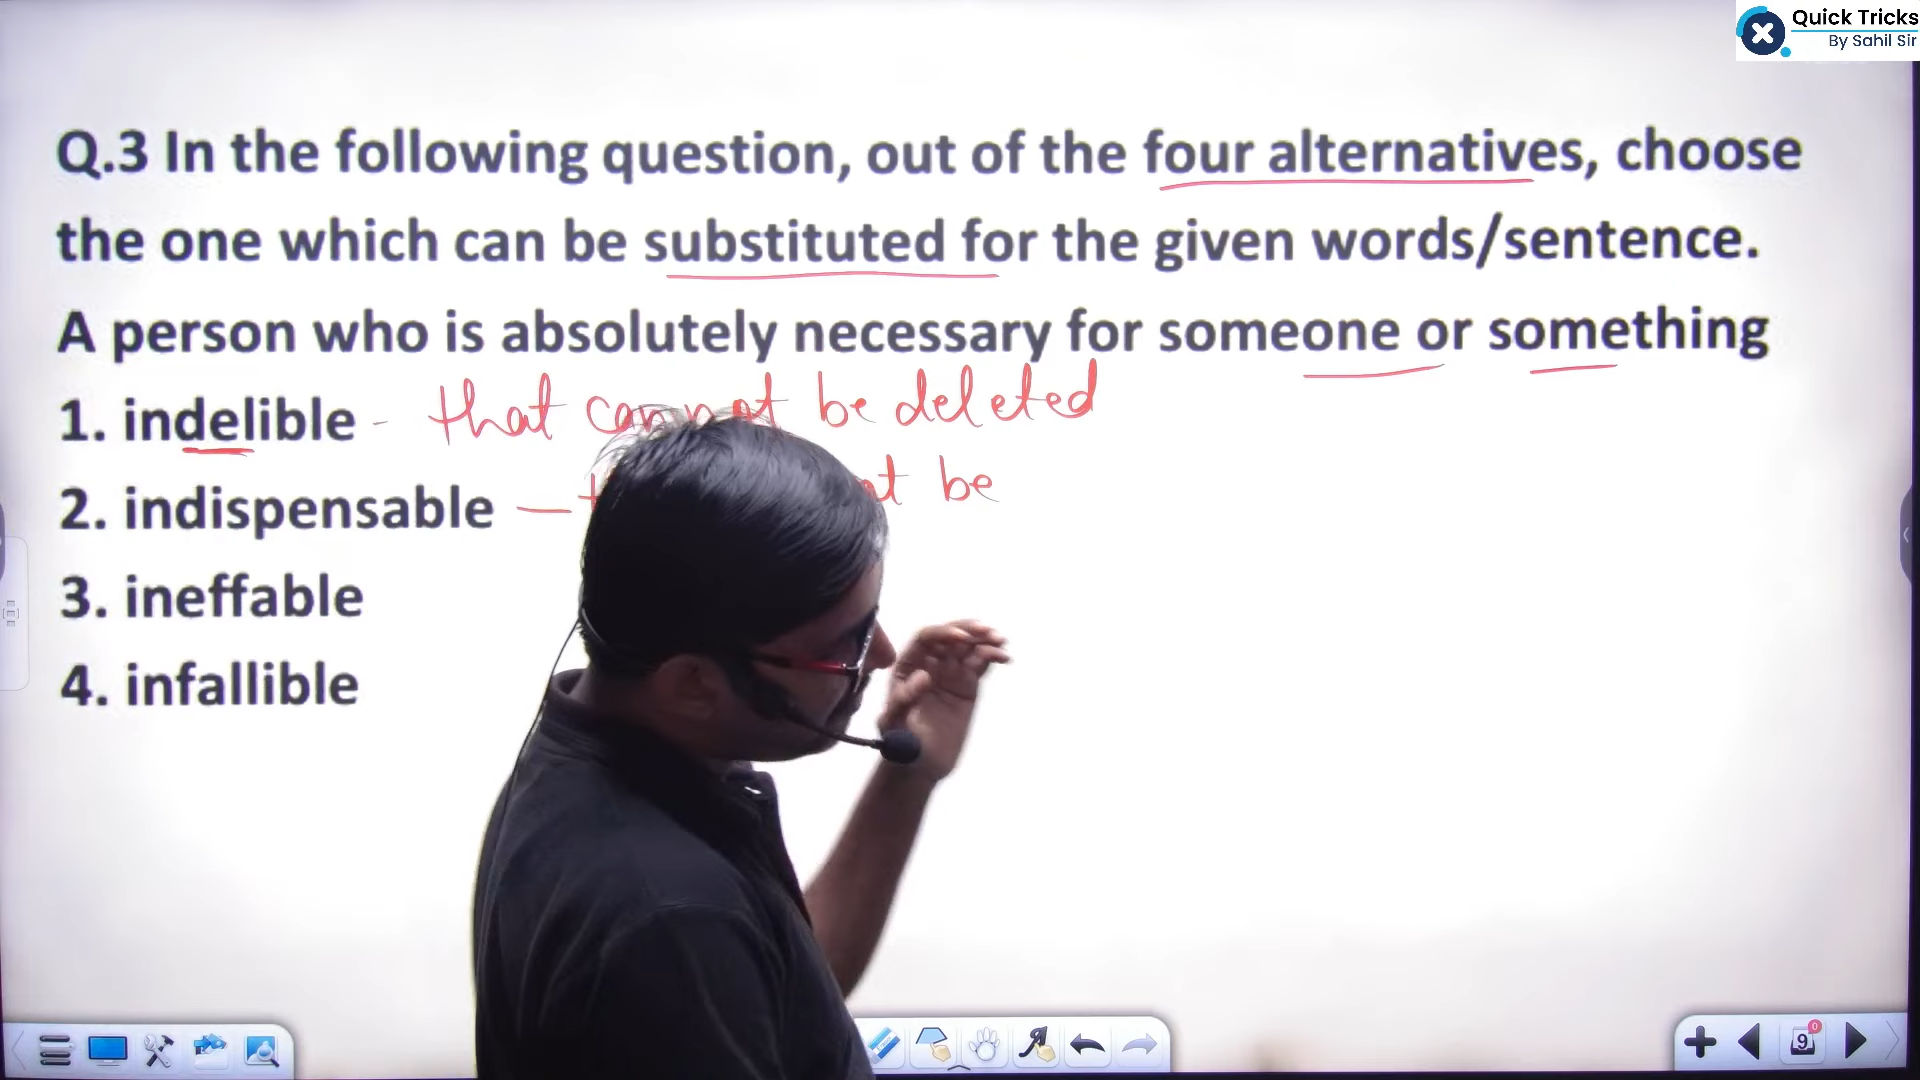 Quick Tricks
By Sahil Sir
Q.3 In the following question, out of the four alternatives, choose
the one which can be substituted for the given words/sentence.
A person who is absolutely necessary for someone or something
1. indelible - that cannot be deleted
2. indispensable — be
3. ineffable
4. infallible
9
0